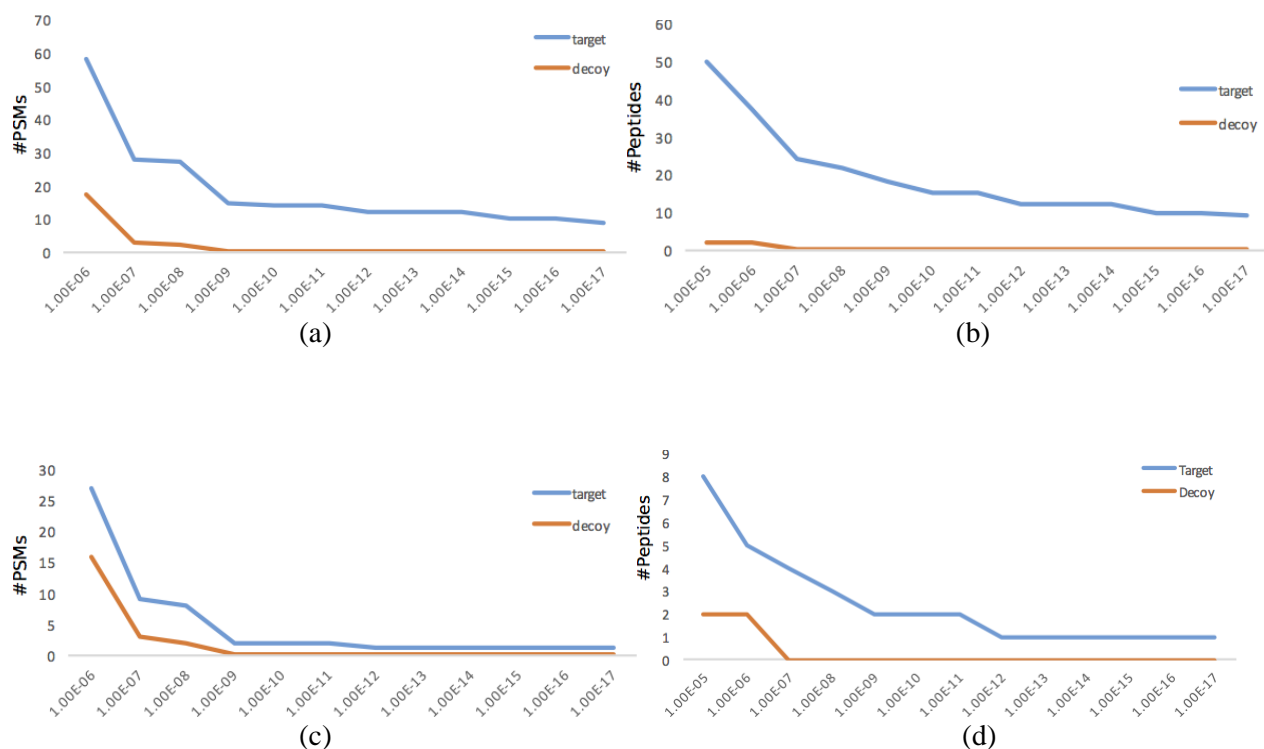 70
60
50
40
30
20
10
0
#PSMs
target
decoy
1.00E-06
1.00E-07
1.00E-08
1.00E-09
1.00E-10
1.00E-11
1.00E-12
1.00E-13
1.00E-14
1.00E-15
1.00E-16
1.00E-17
(a)
60
50
40
30
20
10
0
#Peptides
target
decoy
1.00E-05
1.00E-06
1.00E-07
1.00E-08
1.00E-09
1.00E-10
1.00E-11
1.00E-12
1.00E-13
1.00E-14
1.00E-15
1.00E-16
1.00E-17
(b)
30
25
20
15
10
5
0
#PSMs
target
decoy
1.00E-06
1.00E-07
1.00E-08
1.00E-09
1.00E-10
1.00E-11
1.00E-12
1.00E-13
1.00E-14
1.00E-15
1.00E-16
1.00E-17
(c)
9
8
7
6
5
4
3
2
1
0
#Peptides
Target
Decoy
1.00E-05
1.00E-06
1.00E-07
1.00E-08
1.00E-09
1.00E-10
1.00E-11
1.00E-12
1.00E-13
1.00E-14
1.00E-15
1.00E-16
1.00E-17
(d)